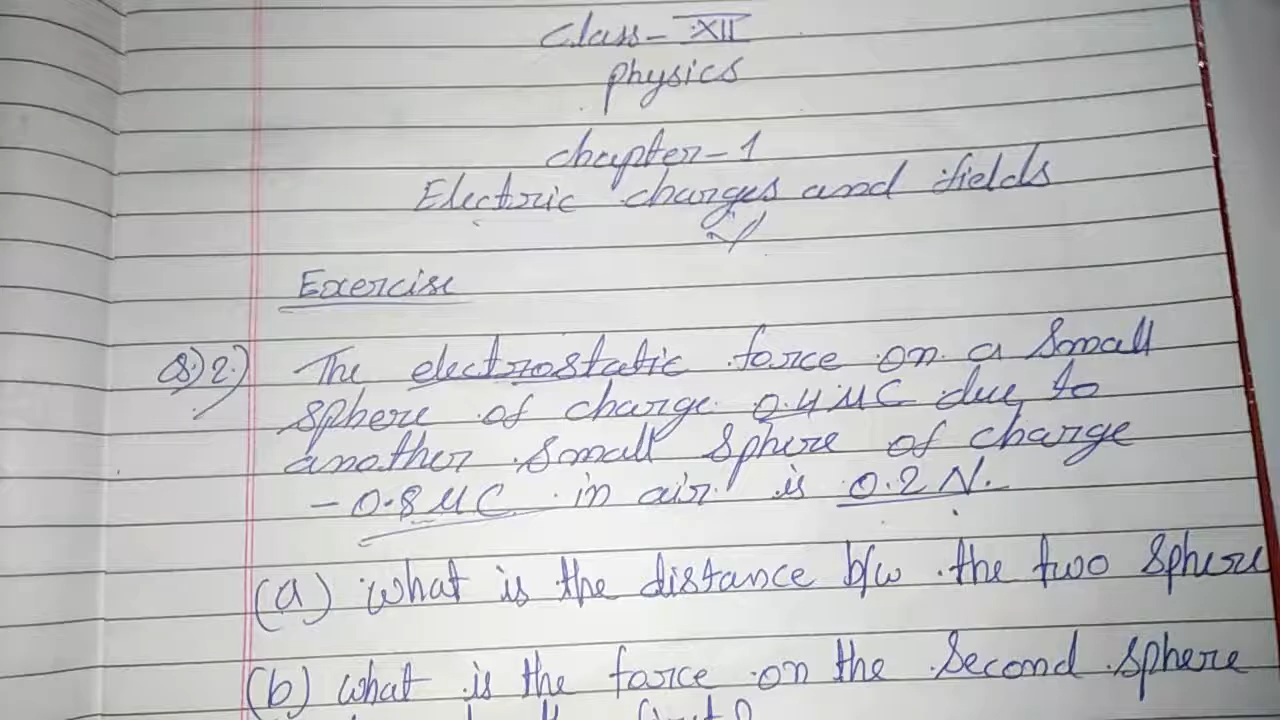 Class - XII
physics
chapter - 1
Electric charges and fields
Exercise
Q)2.) The electrostatic force on a small
sphere of charge 0.4 μC due to
another small sphere of charge
- 0.8 μC in air is 0.2 N.
(a) what is the distance b/w the two sphere
(b) what is the force on the second sphere